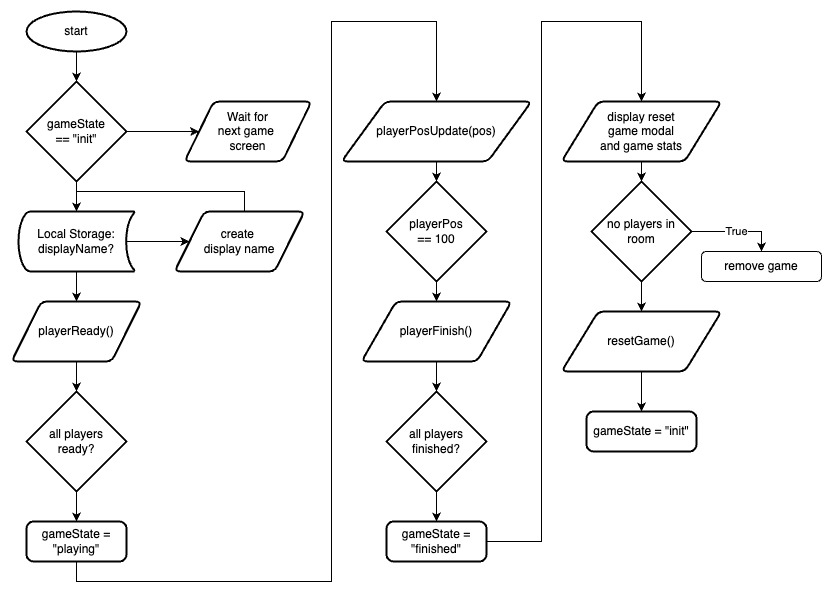 start
gameState
== "init"
Wait for
next game
screen
Local Storage:
displayName?
create
display name
playerReady()
all players
ready?
gameState =
"playing"
playerPosUpdate(pos)
playerPos
== 100
playerFinish()
all players
finished?
gameState =
"finished"
display reset
game modal
and game stats
no players in
room
True
remove game
resetGame()
gameState = "init"